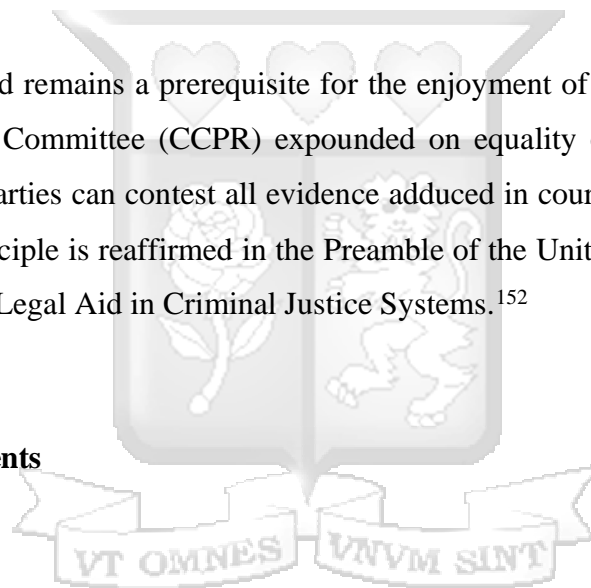 d remains a prerequisite for the enjoyment of
Committee (CCPR) expounded on equality
arties can contest all evidence adduced in cour
ciple is reaffirmed in the Preamble of the Unit
Legal Aid in Criminal Justice Systems.152
ents
VT OMNES VNVM SINT